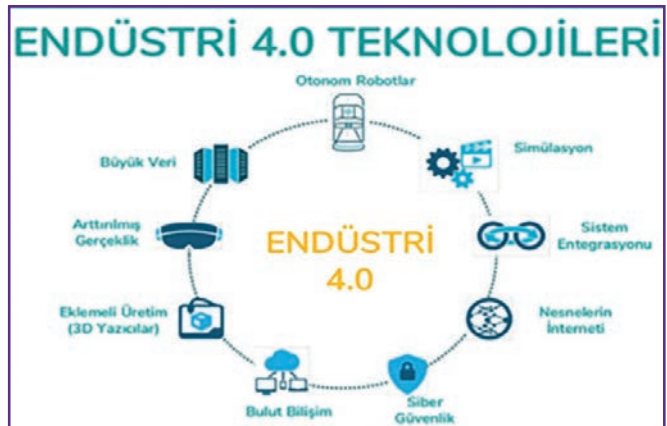 ENDÜSTRİ 4.0 TEKNOLOJİLERİ
Otonom Robotlar
Simülasyon
Sistem
Entegrasyonu
Nesnelerin
İnterneti
Siber
Güvenlik
Bulut Bilişim
Eklemeli Üretim
(3D Yazıcılar)
Arttırılmış
Gerçeklik
Büyük Veri
ENDÜSTRİ
4.0